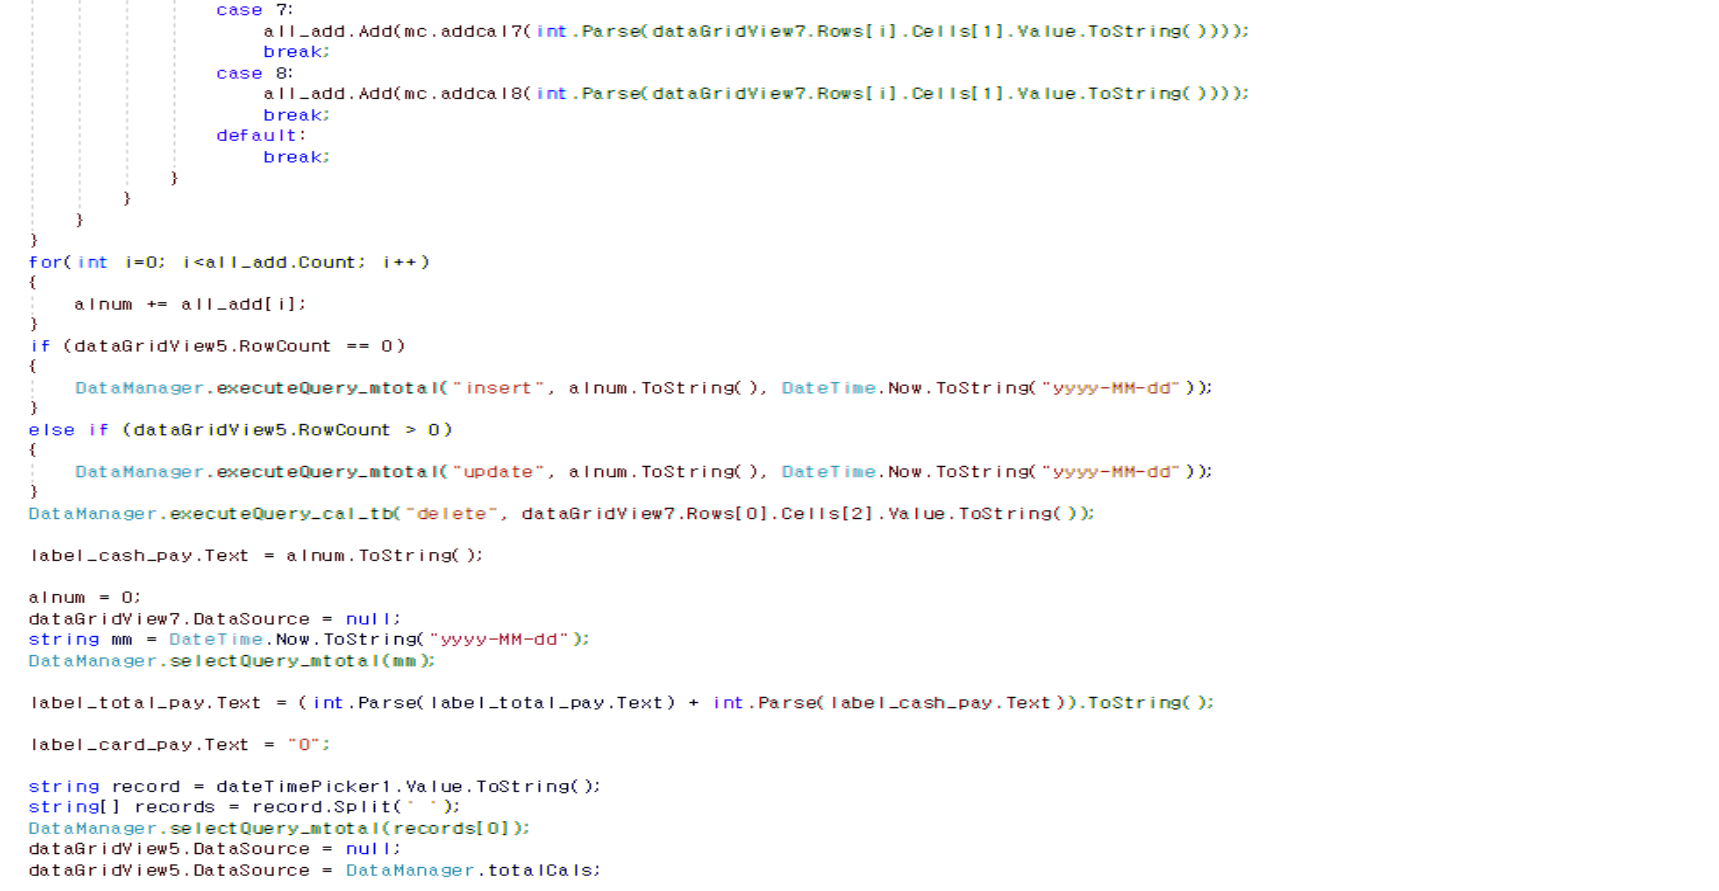 case 7:
all_add.Add(mc.addcal7(int.Parse(dataGridView7.Rows[i].Cells[1].Value.ToString())));
break;
case 8:
all_add.Add(mc.addcal8(int.Parse(dataGridView7.Rows[i].Cells[1].Value.ToString())));
break;
default:
break;
}
}
}
}
for(int i=0; i<all_add.Count; i++)
{
alnum += all_add[i];
}
if (dataGridView5.RowCount == 0)
{
DataManager.executeQuery_mtotal("insert", alnum.ToString(), DateTime.Now.ToString("yyyy-MM-dd"));
}
else if (dataGridView5.RowCount > 0)
{
DataManager.executeQuery_mtotal("update", alnum.ToString(), DateTime.Now.ToString("yyyy-MM-dd"));
}
DataManager.executeQuery_cal_tb("delete", dataGridView7.Rows[0].Cells[2].Value.ToString());
label_cash_pay.Text = alnum.ToString();
alnum = 0;
dataGridView7.DataSource = null;
string mm = DateTime.Now.ToString("yyyy-MM-dd");
DataManager.selectQuery_mtotal(mm);
label_total_pay.Text = (int.Parse(label_total_pay.Text) + int.Parse(label_cash_pay.Text)).ToString();
label_card_pay.Text = "0";
string record = dateTimePicker1.Value.ToString();
string[] records = record.Split(' ');
DataManager.selectQuery_mtotal(records[0]);
dataGridView5.DataSource = null;
dataGridView5.DataSource = DataManager.totalCals;